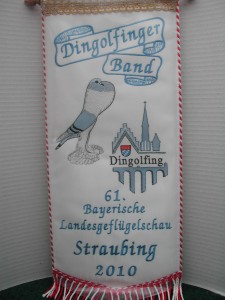 Dingolfinger
Band
Dingolfing
61.
Bayerische
Landesgeflügelschau
Straubing
2010